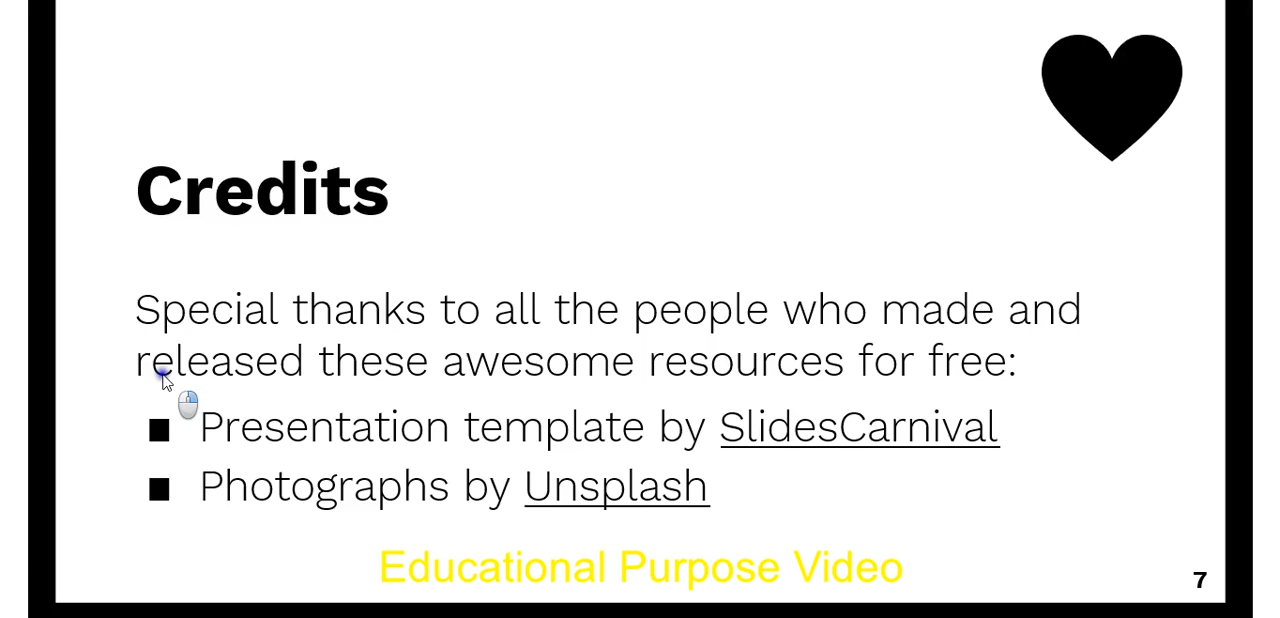 Credits
Special thanks to all the people who made and
released these awesome resources for free:
■ Presentation template by SlidesCarnival
■ Photographs by Unsplash
Educational Purpose Video
7